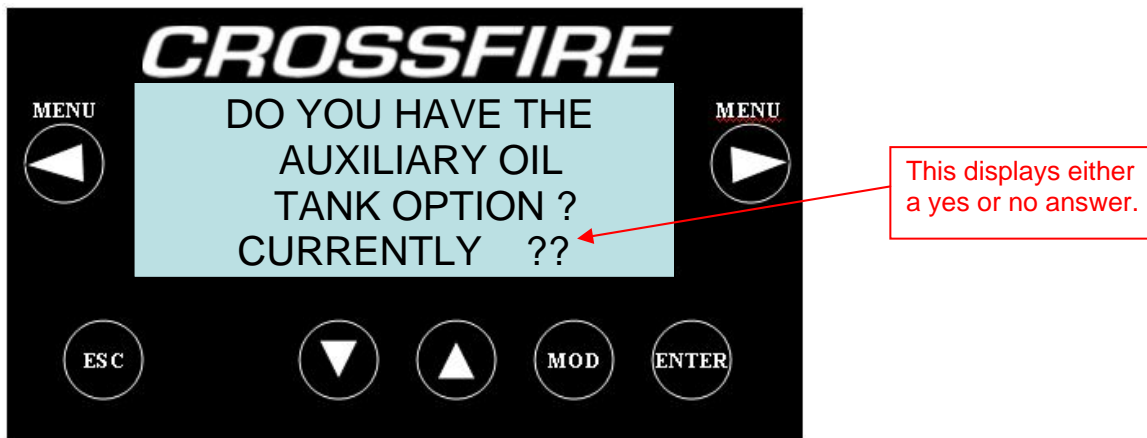 CROSSFIRE
MENU
MENU
DO YOU HAVE THE
AUXILIARY OIL
TANK OPTION ?
CURRENTLY ??
This displays either
a yes or no answer.
ESC
MOD
ENTER